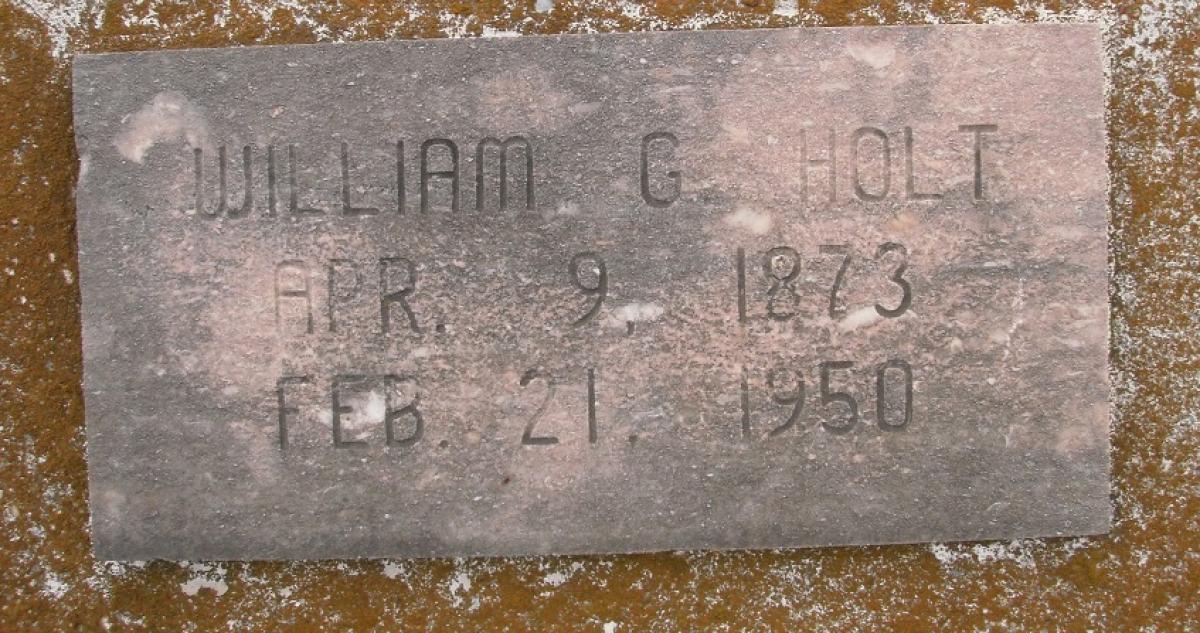 WILLIAM G. HOLT
APR. 9, 1873
FEB. 21, 1950